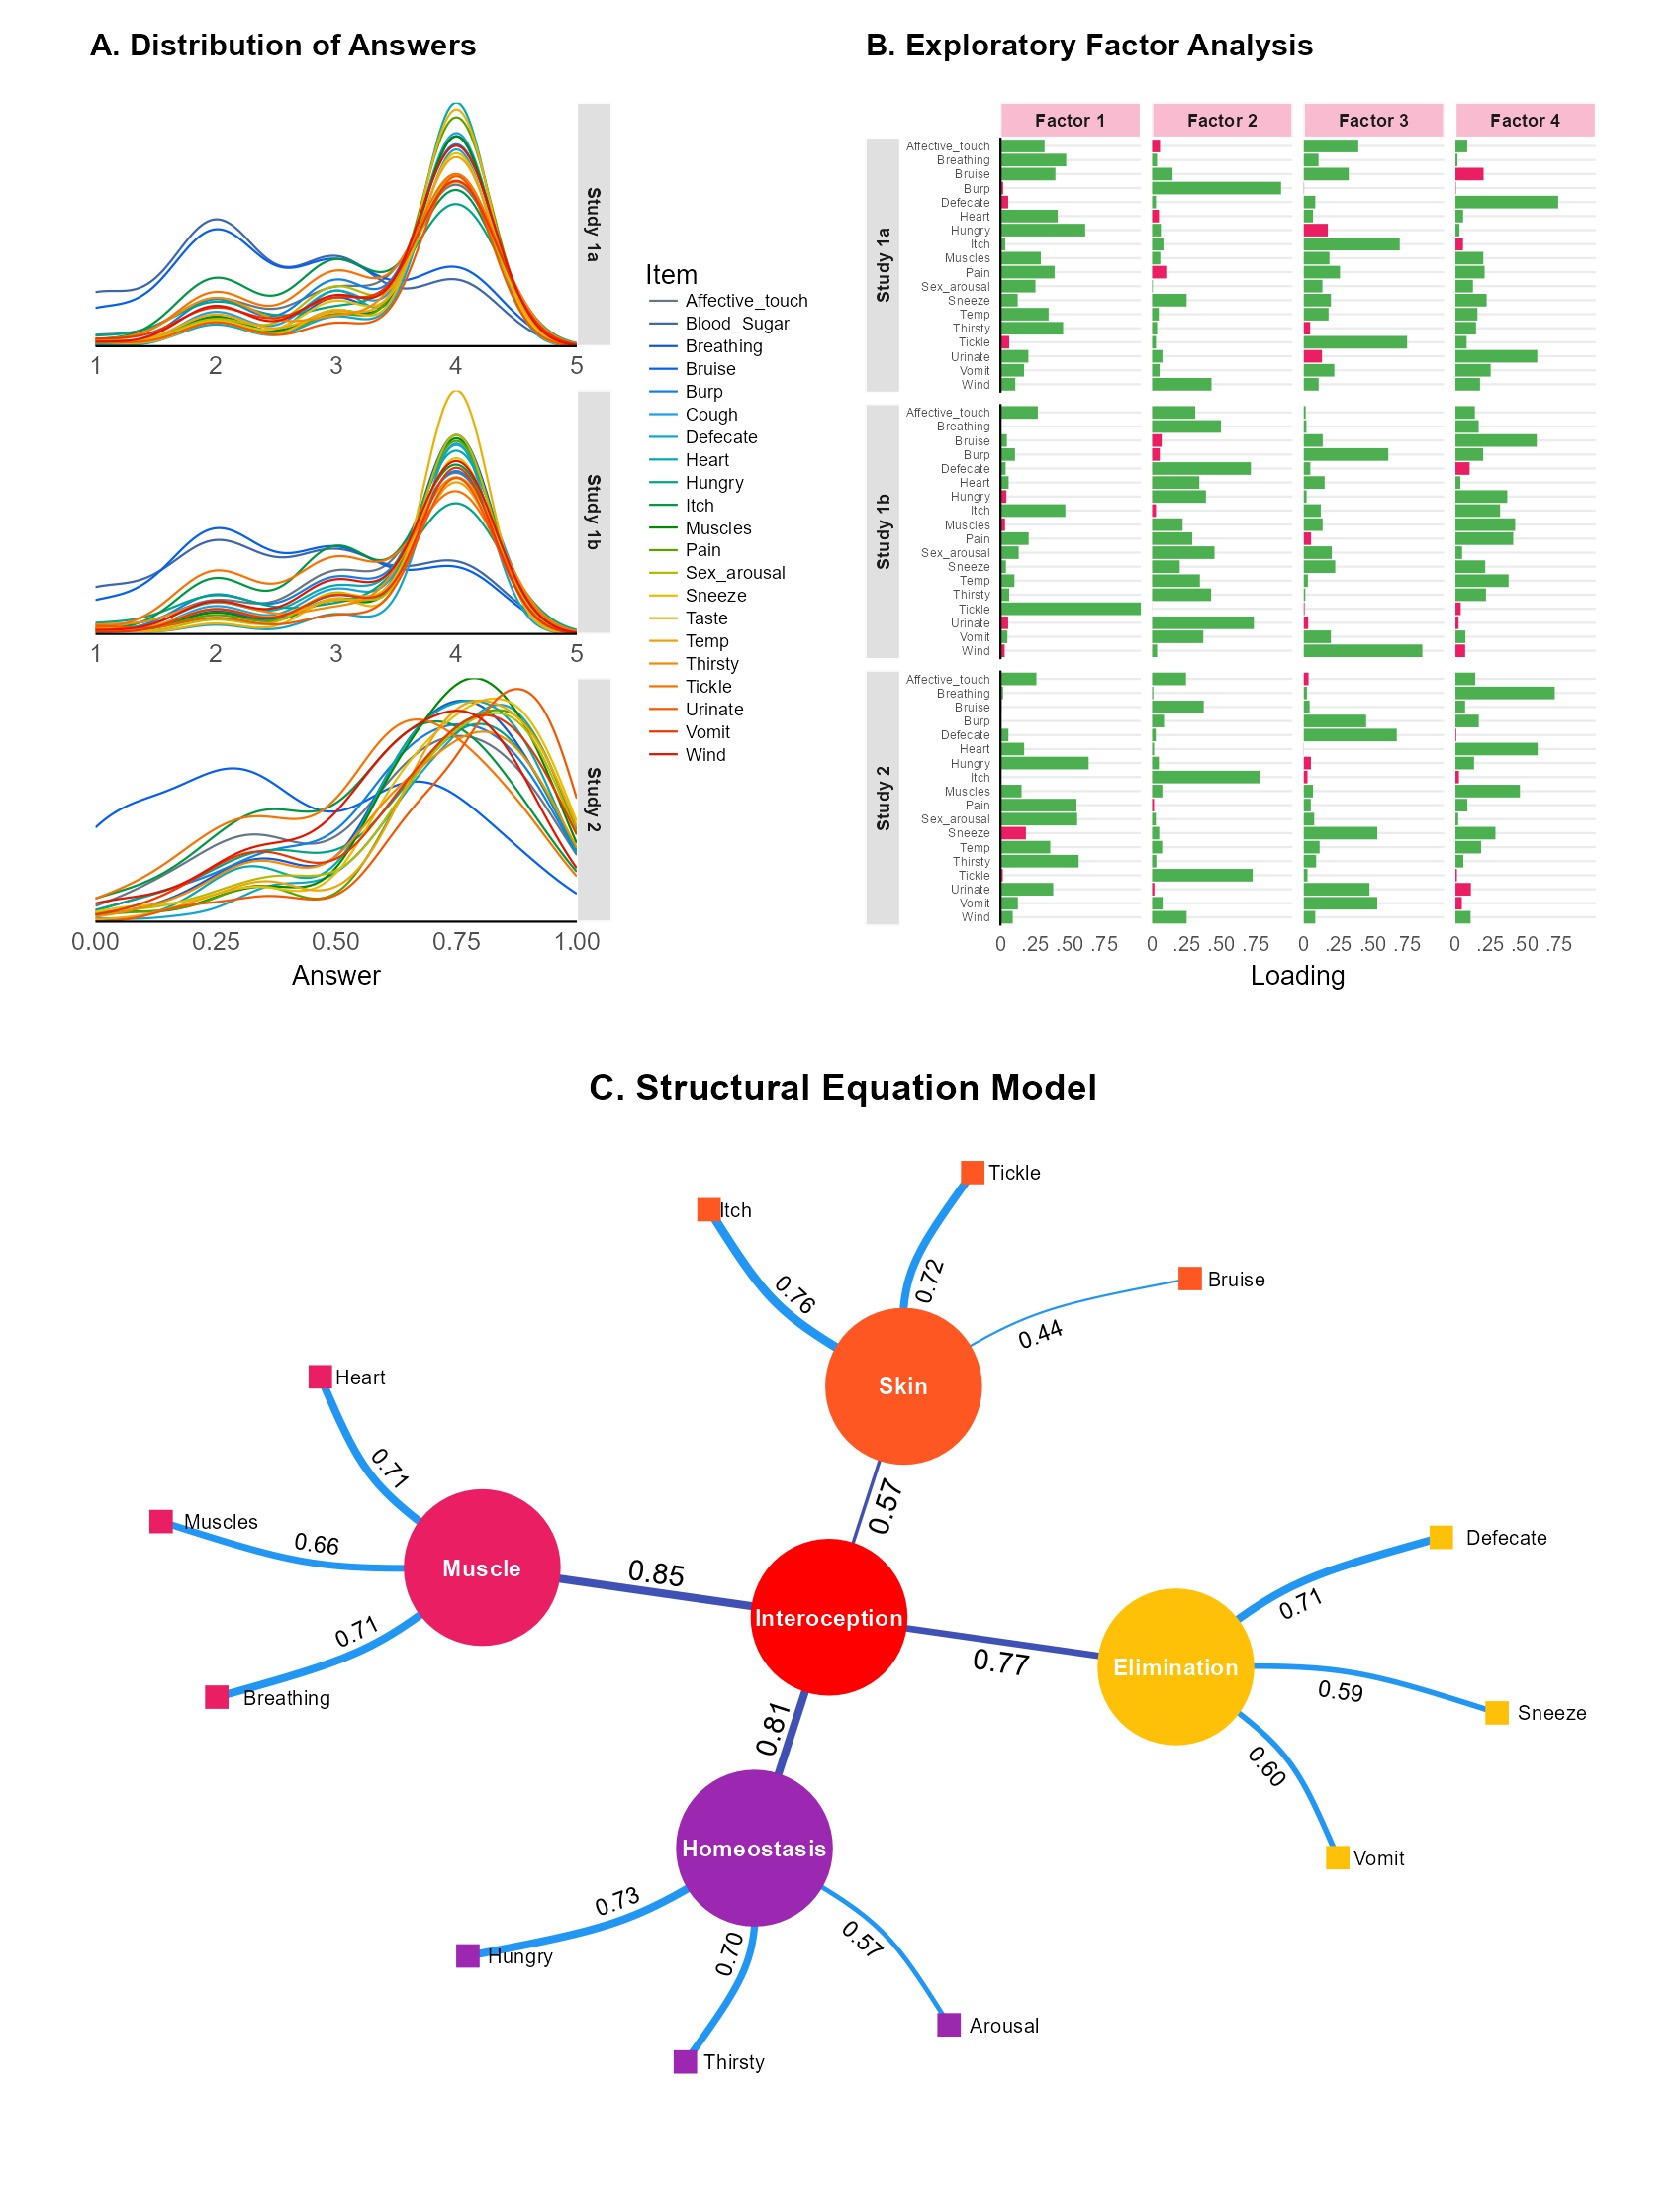 A. Distribution of Answers
Study 1a
1 2 3 4 5
Study 1b
1 2 3 4 5
Study 2
0.00 0.25 0.50 0.75 1.00
Answer
Item
Affective_touch
Blood_Sugar
Breathing
Bruise
Burp
Cough
Defecate
Heart
Hungry
Itch
Muscles
Pain
Sex_arousal
Sneeze
Taste
Temp
Thirsty
Tickle
Urinate
Vomit
Wind
B. Exploratory Factor Analysis
Factor 1 Factor 2 Factor 3 Factor 4
Study 1a
Affective_touch
Breathing
Bruise
Burp
Defecate
Heart
Hungry
Itch
Muscles
Pain
Sex_arousal
Sneeze
Temp
Thirsty
Tickle
Urinate
Vomit
Wind
Study 1b
Affective_touch
Breathing
Bruise
Burp
Defecate
Heart
Hungry
Itch
Muscles
Pain
Sex_arousal
Sneeze
Temp
Thirsty
Tickle
Urinate
Vomit
Wind
Study 2
Affective_touch
Breathing
Bruise
Burp
Defecate
Heart
Hungry
Itch
Muscles
Pain
Sex_arousal
Sneeze
Temp
Thirsty
Tickle
Urinate
Vomit
Wind
0 .25 .50 .75 0 .25 .50 .75 0 .25 .50 .75 0 .25 .50 .75
Loading
C. Structural Equation Model
Tickle
Itch
Bruise
0.72
0.76
0.44
Skin
Heart
0.71
Muscles
0.66
Muscle
0.71
Breathing
0.57
0.85
Interoception
0.77
0.81
Defecate
0.71
Elimination
0.59
Sneeze
0.60
Vomit
Homeostasis
0.73
Hungry
0.70
Thirsty
0.57
Arousal